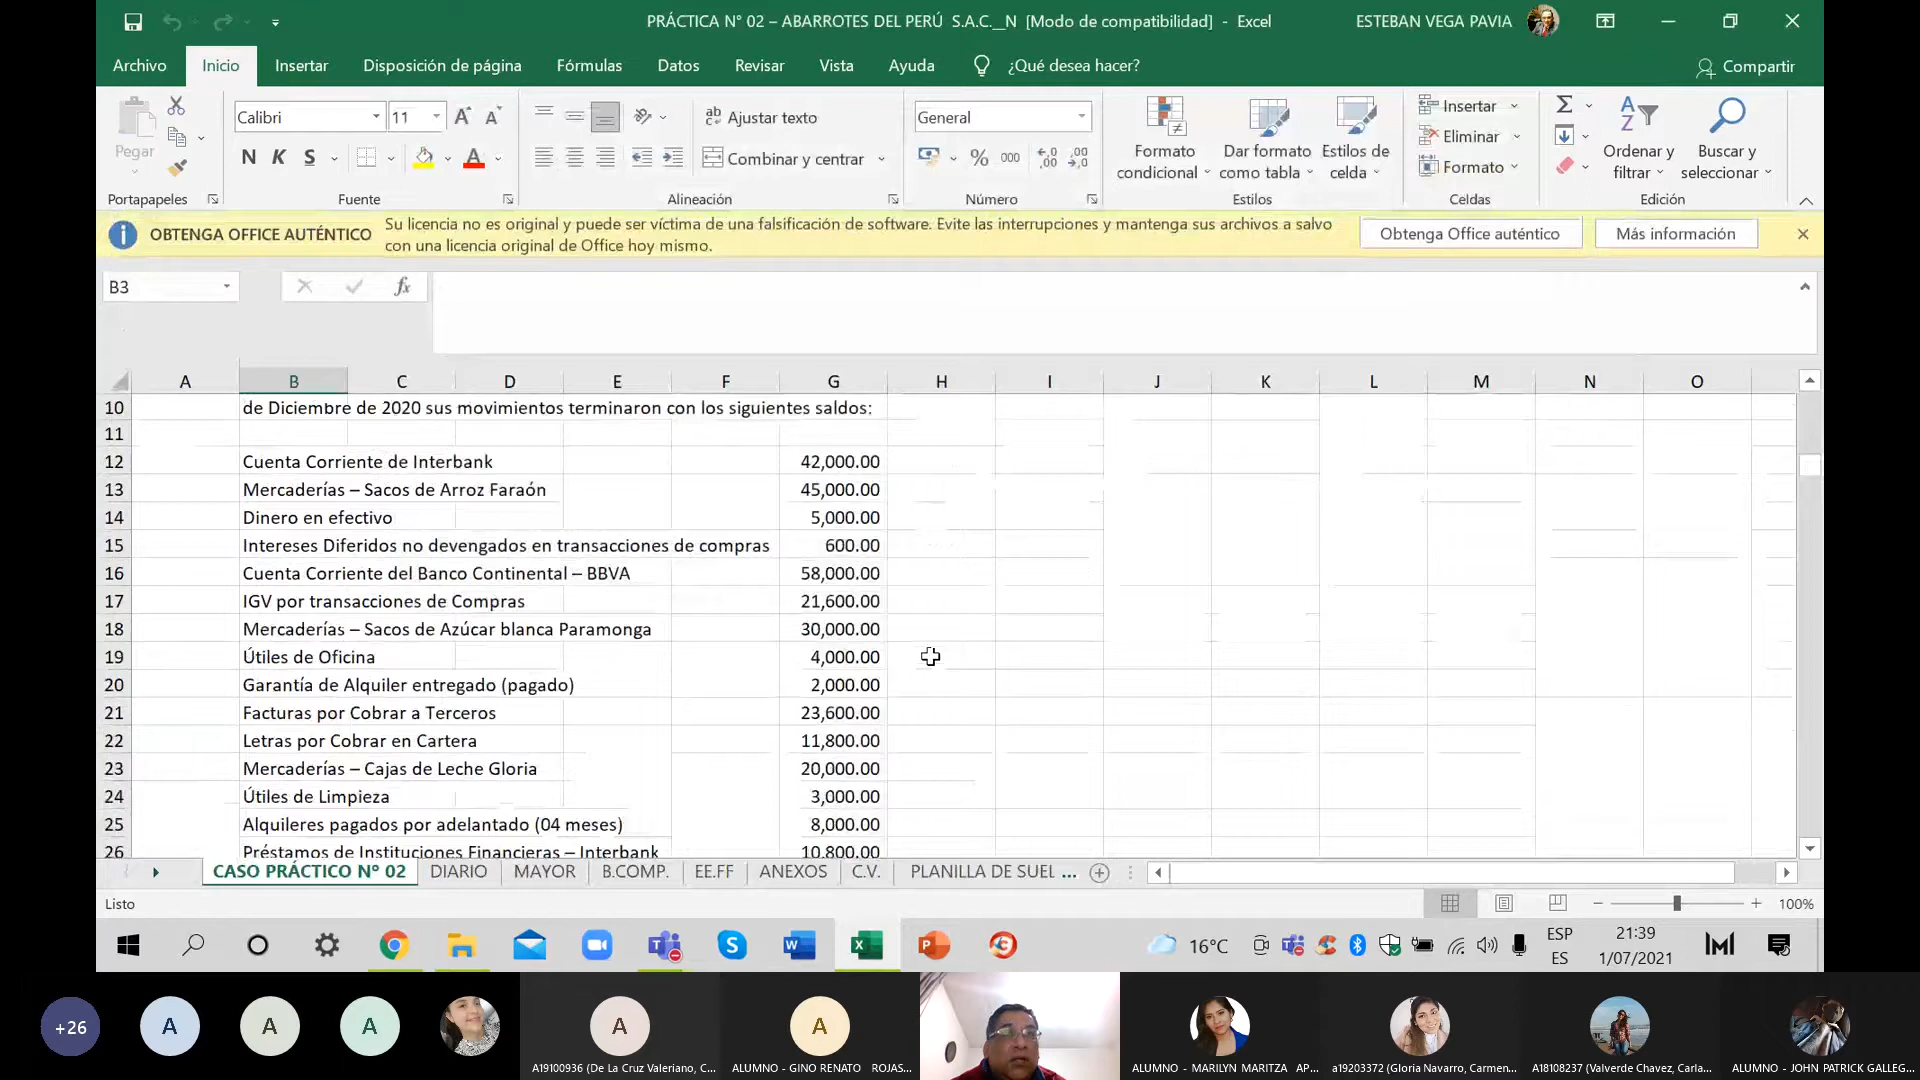 PRÁCTICA N° 02 – ABARROTES DEL PERÚ S.A.C.__N [Modo de compatibilidad] - Excel
ESTEBAN VEGA PAVIA
Archivo Inicio Insertar Disposición de página Fórmulas Datos Revisar Vista Ayuda ¿Qué desea hacer? Compartir
Pegar
Calibri 11
Ajustar texto
General
N K S
Combinar y centrar
% 000
Formato condicional
Dar formato como tabla
Estilos de celda
Insertar
Eliminar
Formato
Ordenar y filtrar
Buscar y seleccionar
Portapapeles Fuente Alineación Número Estilos Celdas Edición
OBTENGA OFFICE AUTÉNTICO
Su licencia no es original y puede ser víctima de una falsificación de software. Evite las interrupciones y mantenga sus archivos a salvo
con una licencia original de Office hoy mismo.
Obtenga Office auténtico
Más información
B3
fx
A B C D E F G H I J K L M N O
10 de Diciembre de 2020 sus movimientos terminaron con los siguientes saldos:
11
12 Cuenta Corriente de Interbank 42,000.00
13 Mercaderías – Sacos de Arroz Faraón 45,000.00
14 Dinero en efectivo 5,000.00
15 Intereses Diferidos no devengados en transacciones de compras 600.00
16 Cuenta Corriente del Banco Continental – BBVA 58,000.00
17 IGV por transacciones de Compras 21,600.00
18 Mercaderías – Sacos de Azúcar blanca Paramonga 30,000.00
19 Útiles de Oficina 4,000.00
20 Garantía de Alquiler entregado (pagado) 2,000.00
21 Facturas por Cobrar a Terceros 23,600.00
22 Letras por Cobrar en Cartera 11,800.00
23 Mercaderías – Cajas de Leche Gloria 20,000.00
24 Útiles de Limpieza 3,000.00
25 Alquileres pagados por adelantado (04 meses) 8,000.00
26 Préstamos de Instituciones Financieras – Interbank 10,800.00
CASO PRÁCTICO Nº 02 DIARIO MAYOR B.COMP. EE.FF ANEXOS C.V. PLANILLA DE SUEL ...
Listo
100%
16°C
ESP
ES
21:39
1/07/2021
+26
A
A
A
A
A
A19100936 (De La Cruz Valeriano, C...
ALUMNO - GINO RENATO ROJAS...
ALUMNO - MARILYN MARITZA AP...
a19203372 (Gloria Navarro, Carmen...
A18108237 (Valverde Chavez, Carla...
ALUMNO - JOHN PATRICK GALLEG...